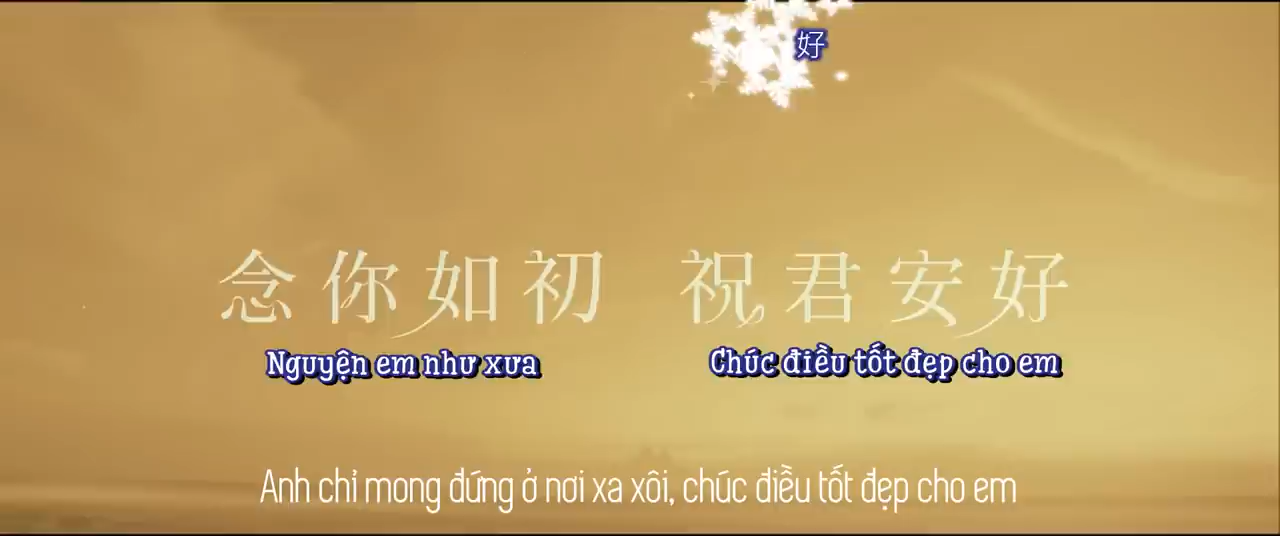 好
念你如初 祝君安好
Nguyện em như xưa Chúc điều tốt đẹp cho em
Anh chỉ mong đứng ở nơi xa xôi, chúc điều tốt đẹp cho em